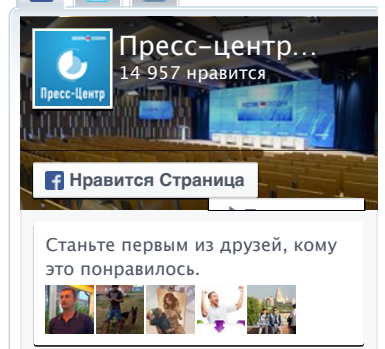 Пресс-центр...
14 957 нравится
Пресс-Центр
Нравится Страница
Станьте первым из друзей, кому
это понравилось.